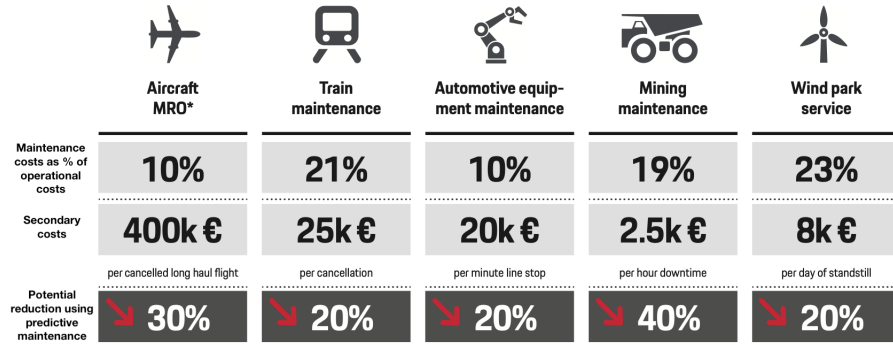 Aircraft
MRO*
Train
maintenance
Automotive equip-
ment maintenance
Mining
maintenance
Wind park
service
Maintenance
costs as % of
operational
costs
10%
21%
10%
19%
23%
Secondary
costs
400k €
25k €
20k €
2.5k €
8k €
per cancelled long haul flight
per cancellation
per minute line stop
per hour downtime
per day of standstill
Potential
reduction using
predictive
maintenance
30%
20%
20%
40%
20%